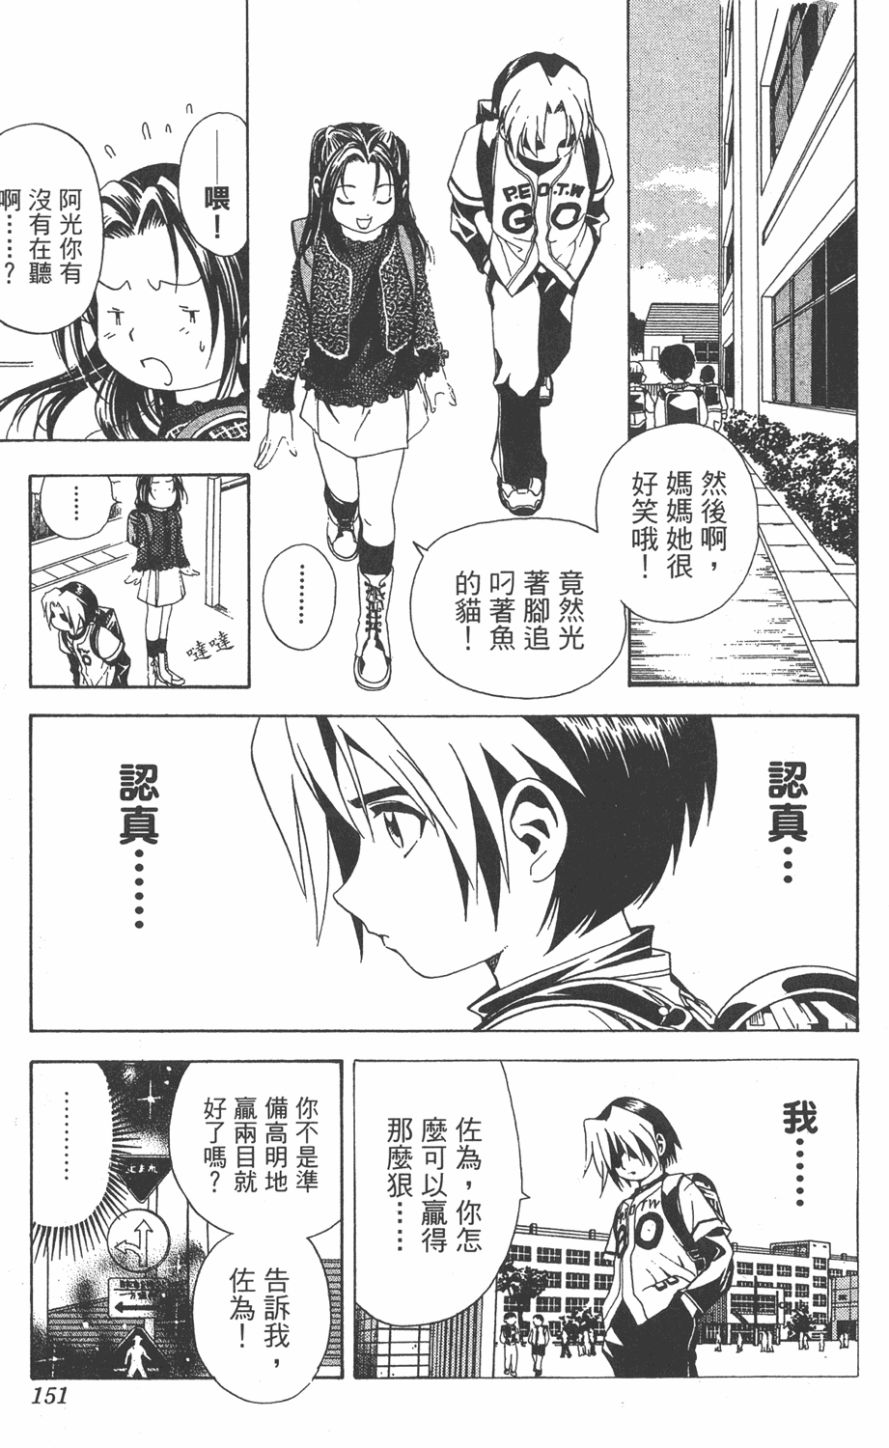 然後啊，
媽媽她很
好笑哦！
竟然光
著腳追
叼著魚
的貓！
P.E.O.T.W
GO
………
——喂！
阿光你有
沒有在聽
啊……？
……
噠噠
認真…
認真……
我……
佐為，你怎
麼可以贏得
那麼狠……
你不是準
備高明地
贏兩目就
好了嗎？
告訴我，
佐為！
…………
止まれ
151